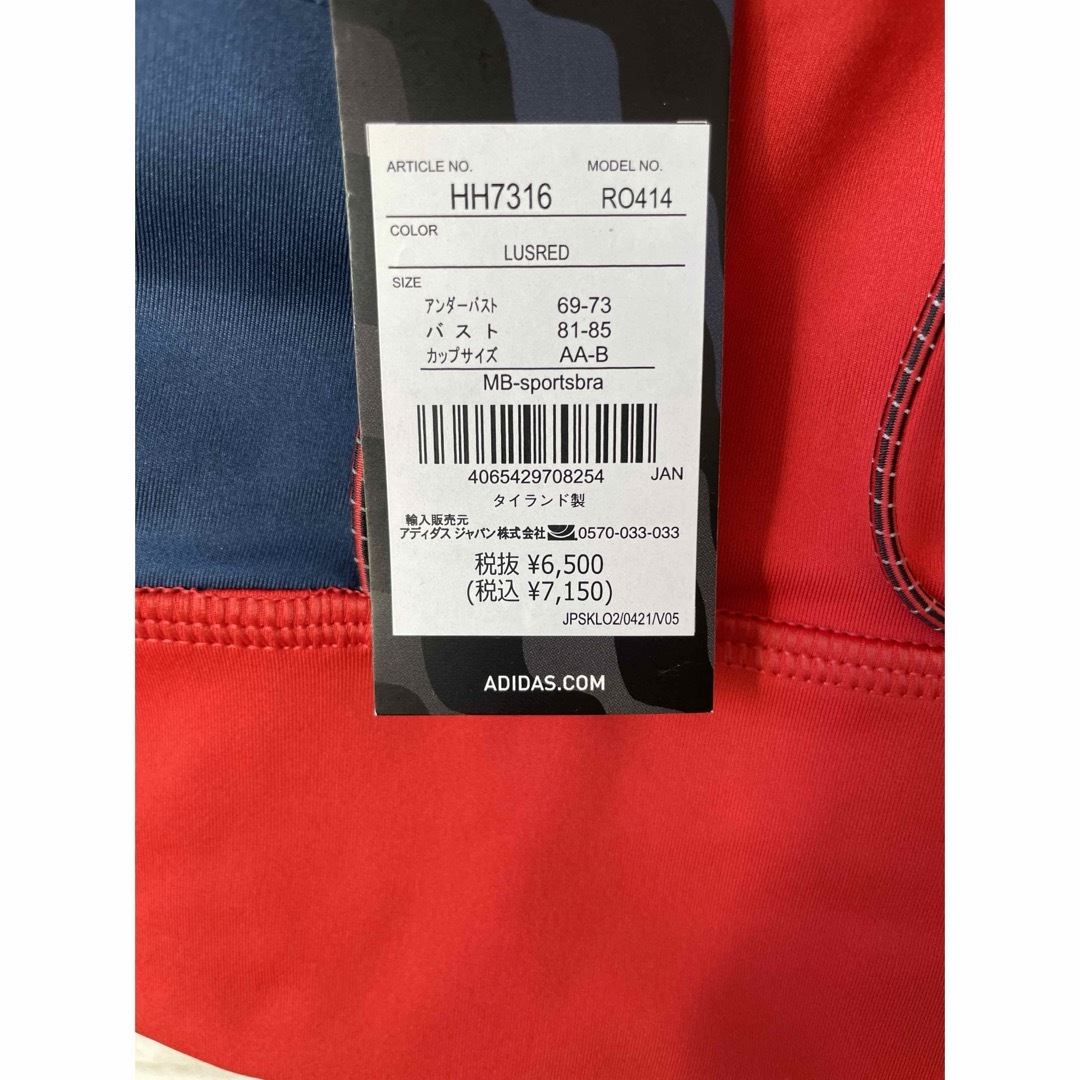 ARTICLE NO. MODEL NO.
HH7316 RO414
COLOR
LUSRED
SIZE
アンダーバスト 69-73
バスト 81-85
カップサイズ AA-B
MB-sportsbra
4065429708254 JAN
タイランド製
輸入販売元
アディダス ジャパン株式会社 0570-033-033
税抜 ¥6,500
(税込 ¥7,150)
JPSKLO2/0421/V05
ADIDAS.COM